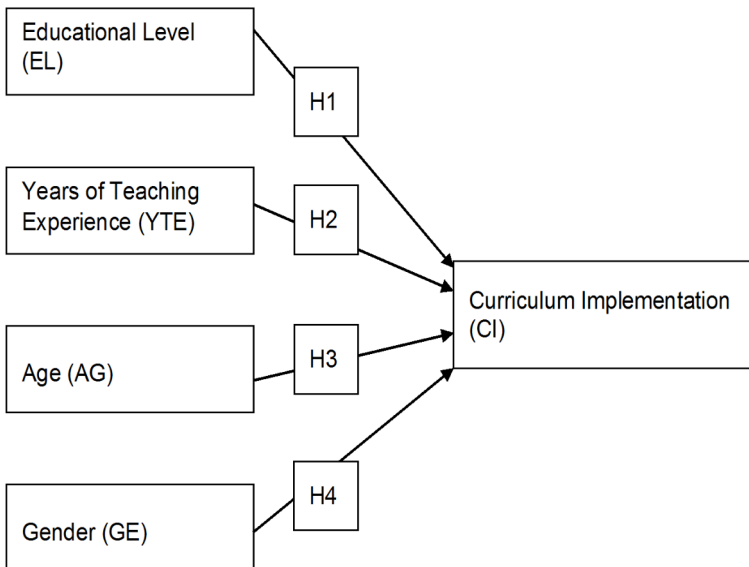 Educational Level
(EL)
H1
Years of Teaching
Experience (YTE)
H2
Curriculum Implementation
(CI)
Age (AG)
H3
Gender (GE)
H4